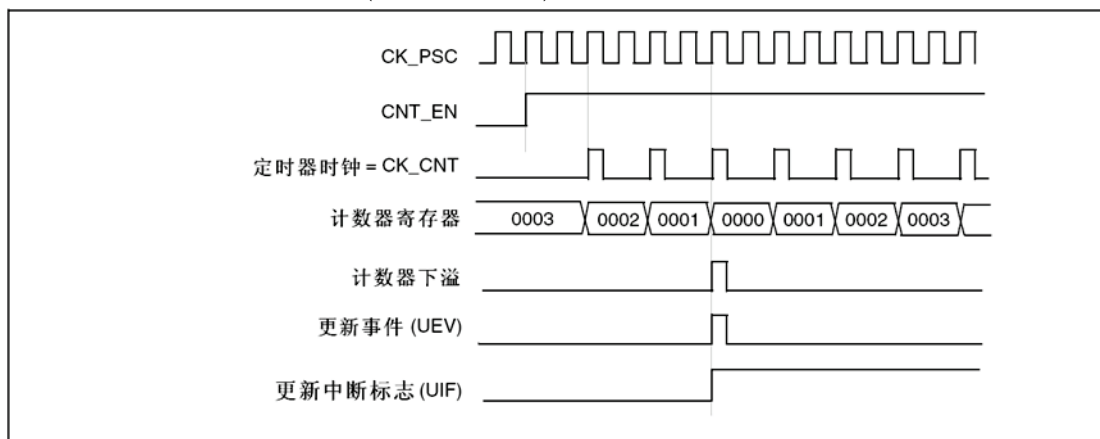 CK_PSC
CNT_EN
定时器时钟 = CK_CNT
计数器寄存器 0003 0002 0001 0000 0001 0002 0003
计数器下溢
更新事件 (UEV)
更新中断标志 (UIF)